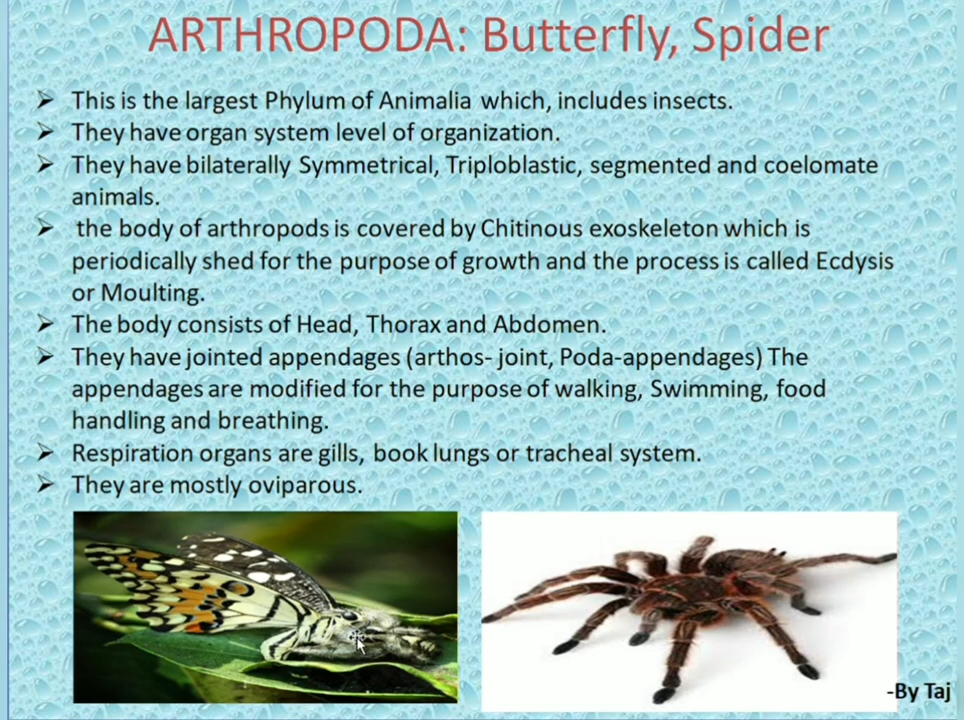 ARTHROPODA: Butterfly, Spider
➢ This is the largest Phylum of Animalia which, includes insects.
➢ They have organ system level of organization.
➢ They have bilaterally Symmetrical, Triploblastic, segmented and coelomate
animals.
➢ the body of arthropods is covered by Chitinous exoskeleton which is
periodically shed for the purpose of growth and the process is called Ecdysis
or Moulting.
➢ The body consists of Head, Thorax and Abdomen.
➢ They have jointed appendages (arthos- joint, Poda-appendages) The
appendages are modified for the purpose of walking, Swimming, food
handling and breathing.
➢ Respiration organs are gills, book lungs or tracheal system.
➢ They are mostly oviparous.
-By Taj